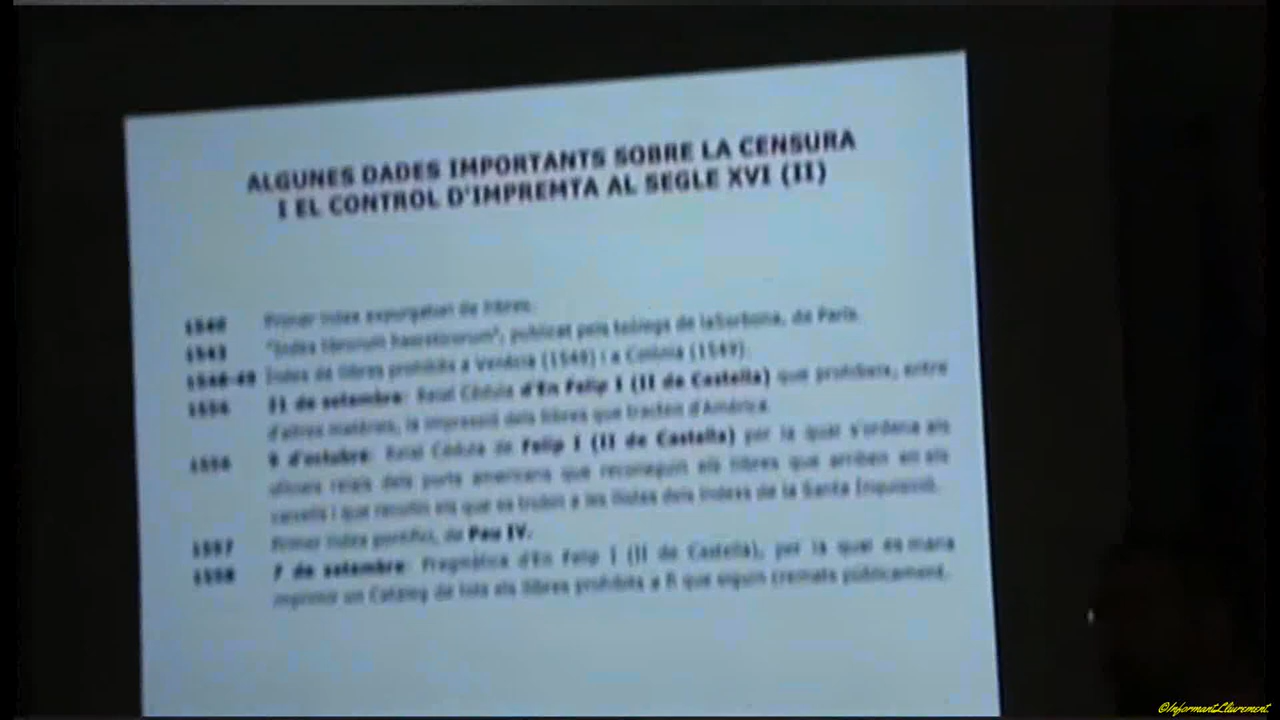 ALGUNES DADES IMPORTANTS SOBRE LA CENSURA
I EL CONTROL D'IMPREMTA AL SEGLE XVI (II)
1540 Primer índex expurgatori de llibres.
1543 "Index librorum haereticorum", publicat pels teòlegs de laSorbona, de París.
1548-49 Índex de llibres prohibits a Venècia (1548) i a Colònia (1549).
1556 21 de setembre: Reial Cèdula d'En Felip I (II de Castella) que prohibeix, entre
d'altres matèries, la impressió dels llibres que tracten d'Amèrica.
1556 9 d'octubre: Reial Cèdula de Felip I (II de Castella) per la qual s'ordena als
oficials reials dels ports americans que reconeguin els llibres que arriben en els
vaixells i que recullin els que es trobin a les llistes dels índexs de la Santa Inquisició.
1557 Primer índex pontifici, de Pau IV.
1558 7 de setembre: Pragmàtica d'En Felip I (II de Castella), per la qual es mana
imprimir un Catàleg de tots els llibres prohibits a fi que siguin cremats públicament.
@InformantLliurement